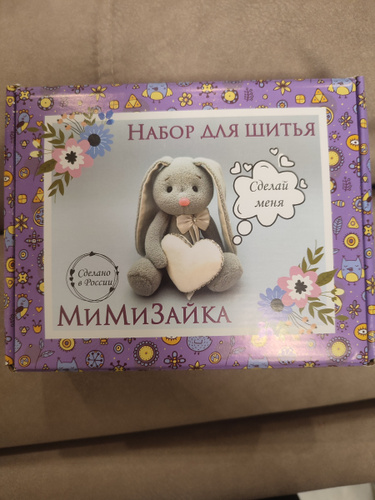 НАБОР ДЛЯ ШИТЬЯ
Сделай
меня
Сделано
в России
МиМиЗайка